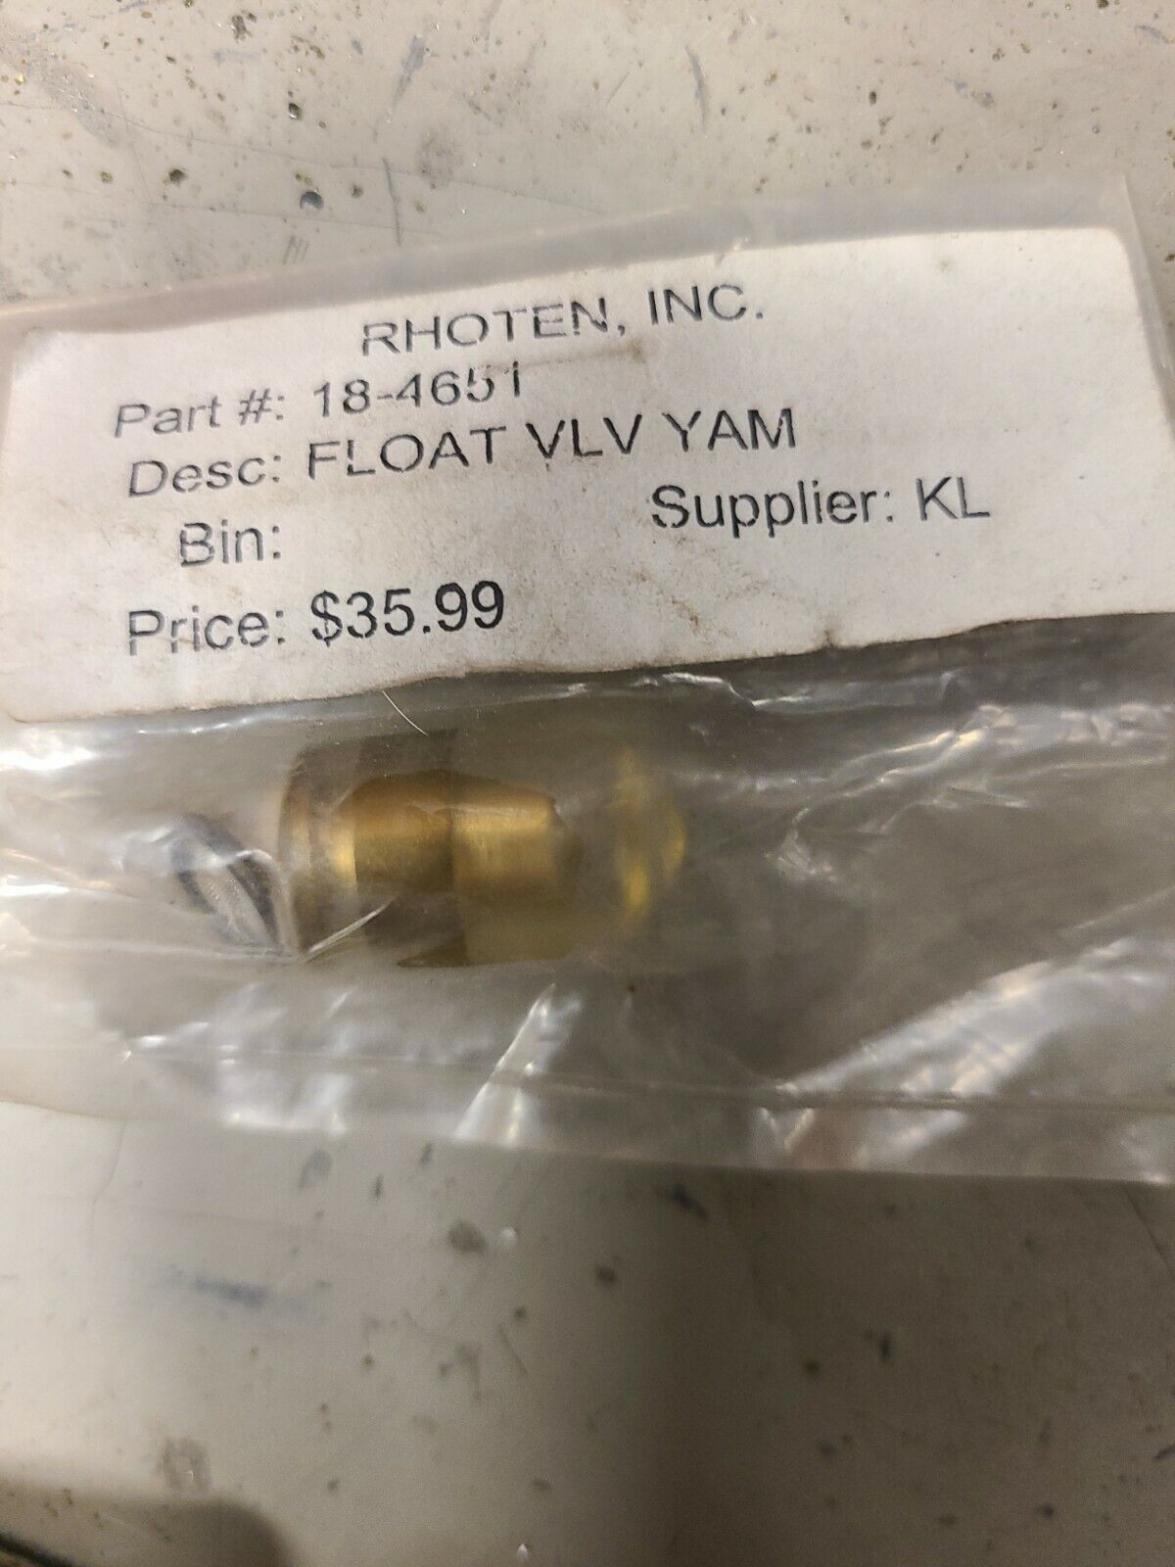 RHOTEN, INC.
Part #: 18-4651
Desc: FLOAT VLV YAM
Bin: Supplier: KL
Price: $35.99